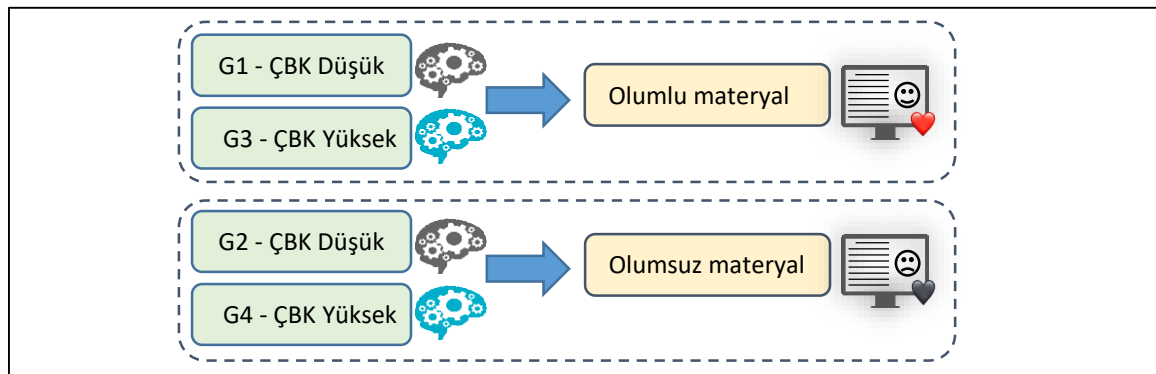 G1 - ÇBK Düşük
G3 - ÇBK Yüksek
Olumlu materyal
G2 - ÇBK Düşük
G4 - ÇBK Yüksek
Olumsuz materyal